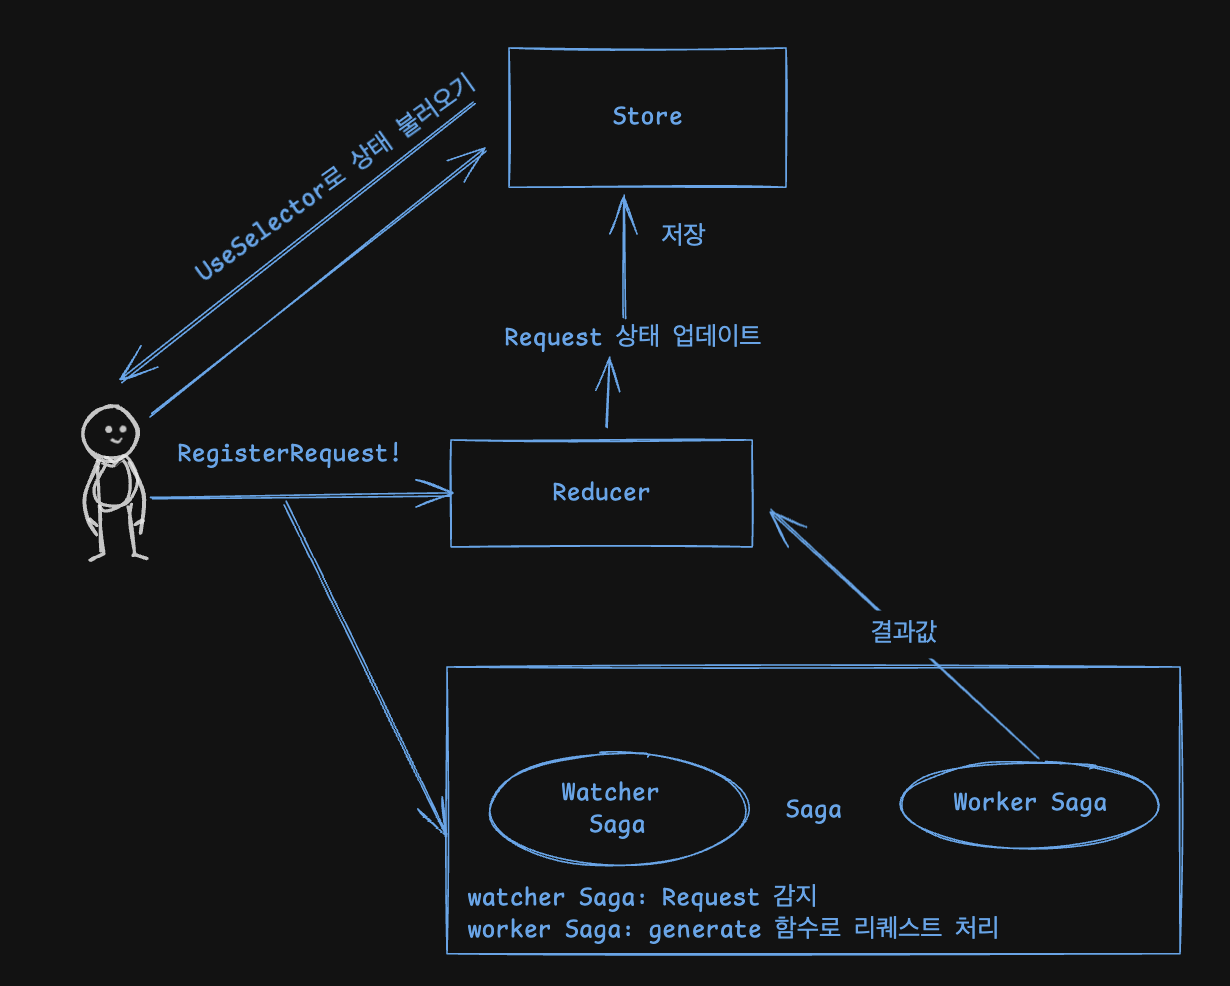 Store
UseSelector로 상태 불러오기
저장
Request 상태 업데이트
RegisterRequest!
Reducer
결과값
Watcher
Saga
Saga
Worker Saga
watcher Saga: Request 감지
worker Saga: generate 함수로 리퀘스트 처리